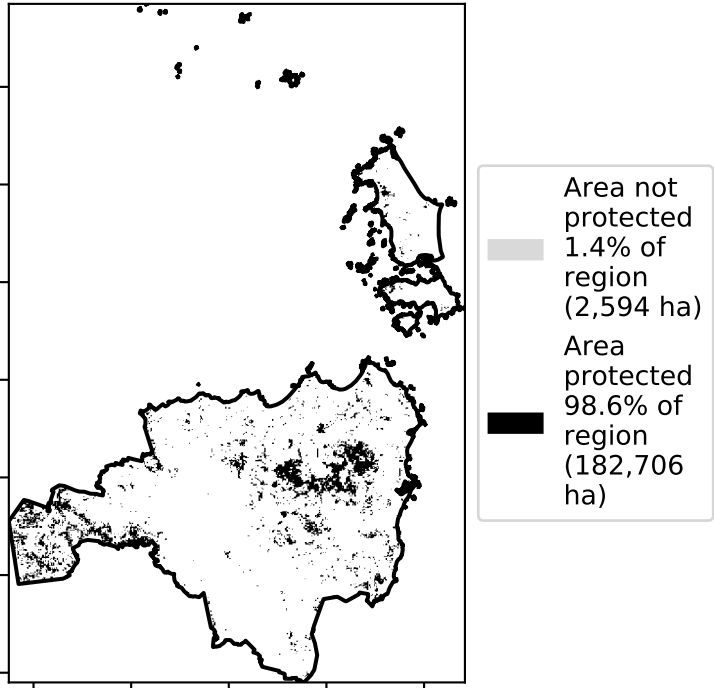 Area not
protected
1.4% of
region
(2,594 ha)
Area
protected
98.6% of
region
(182,706
ha)